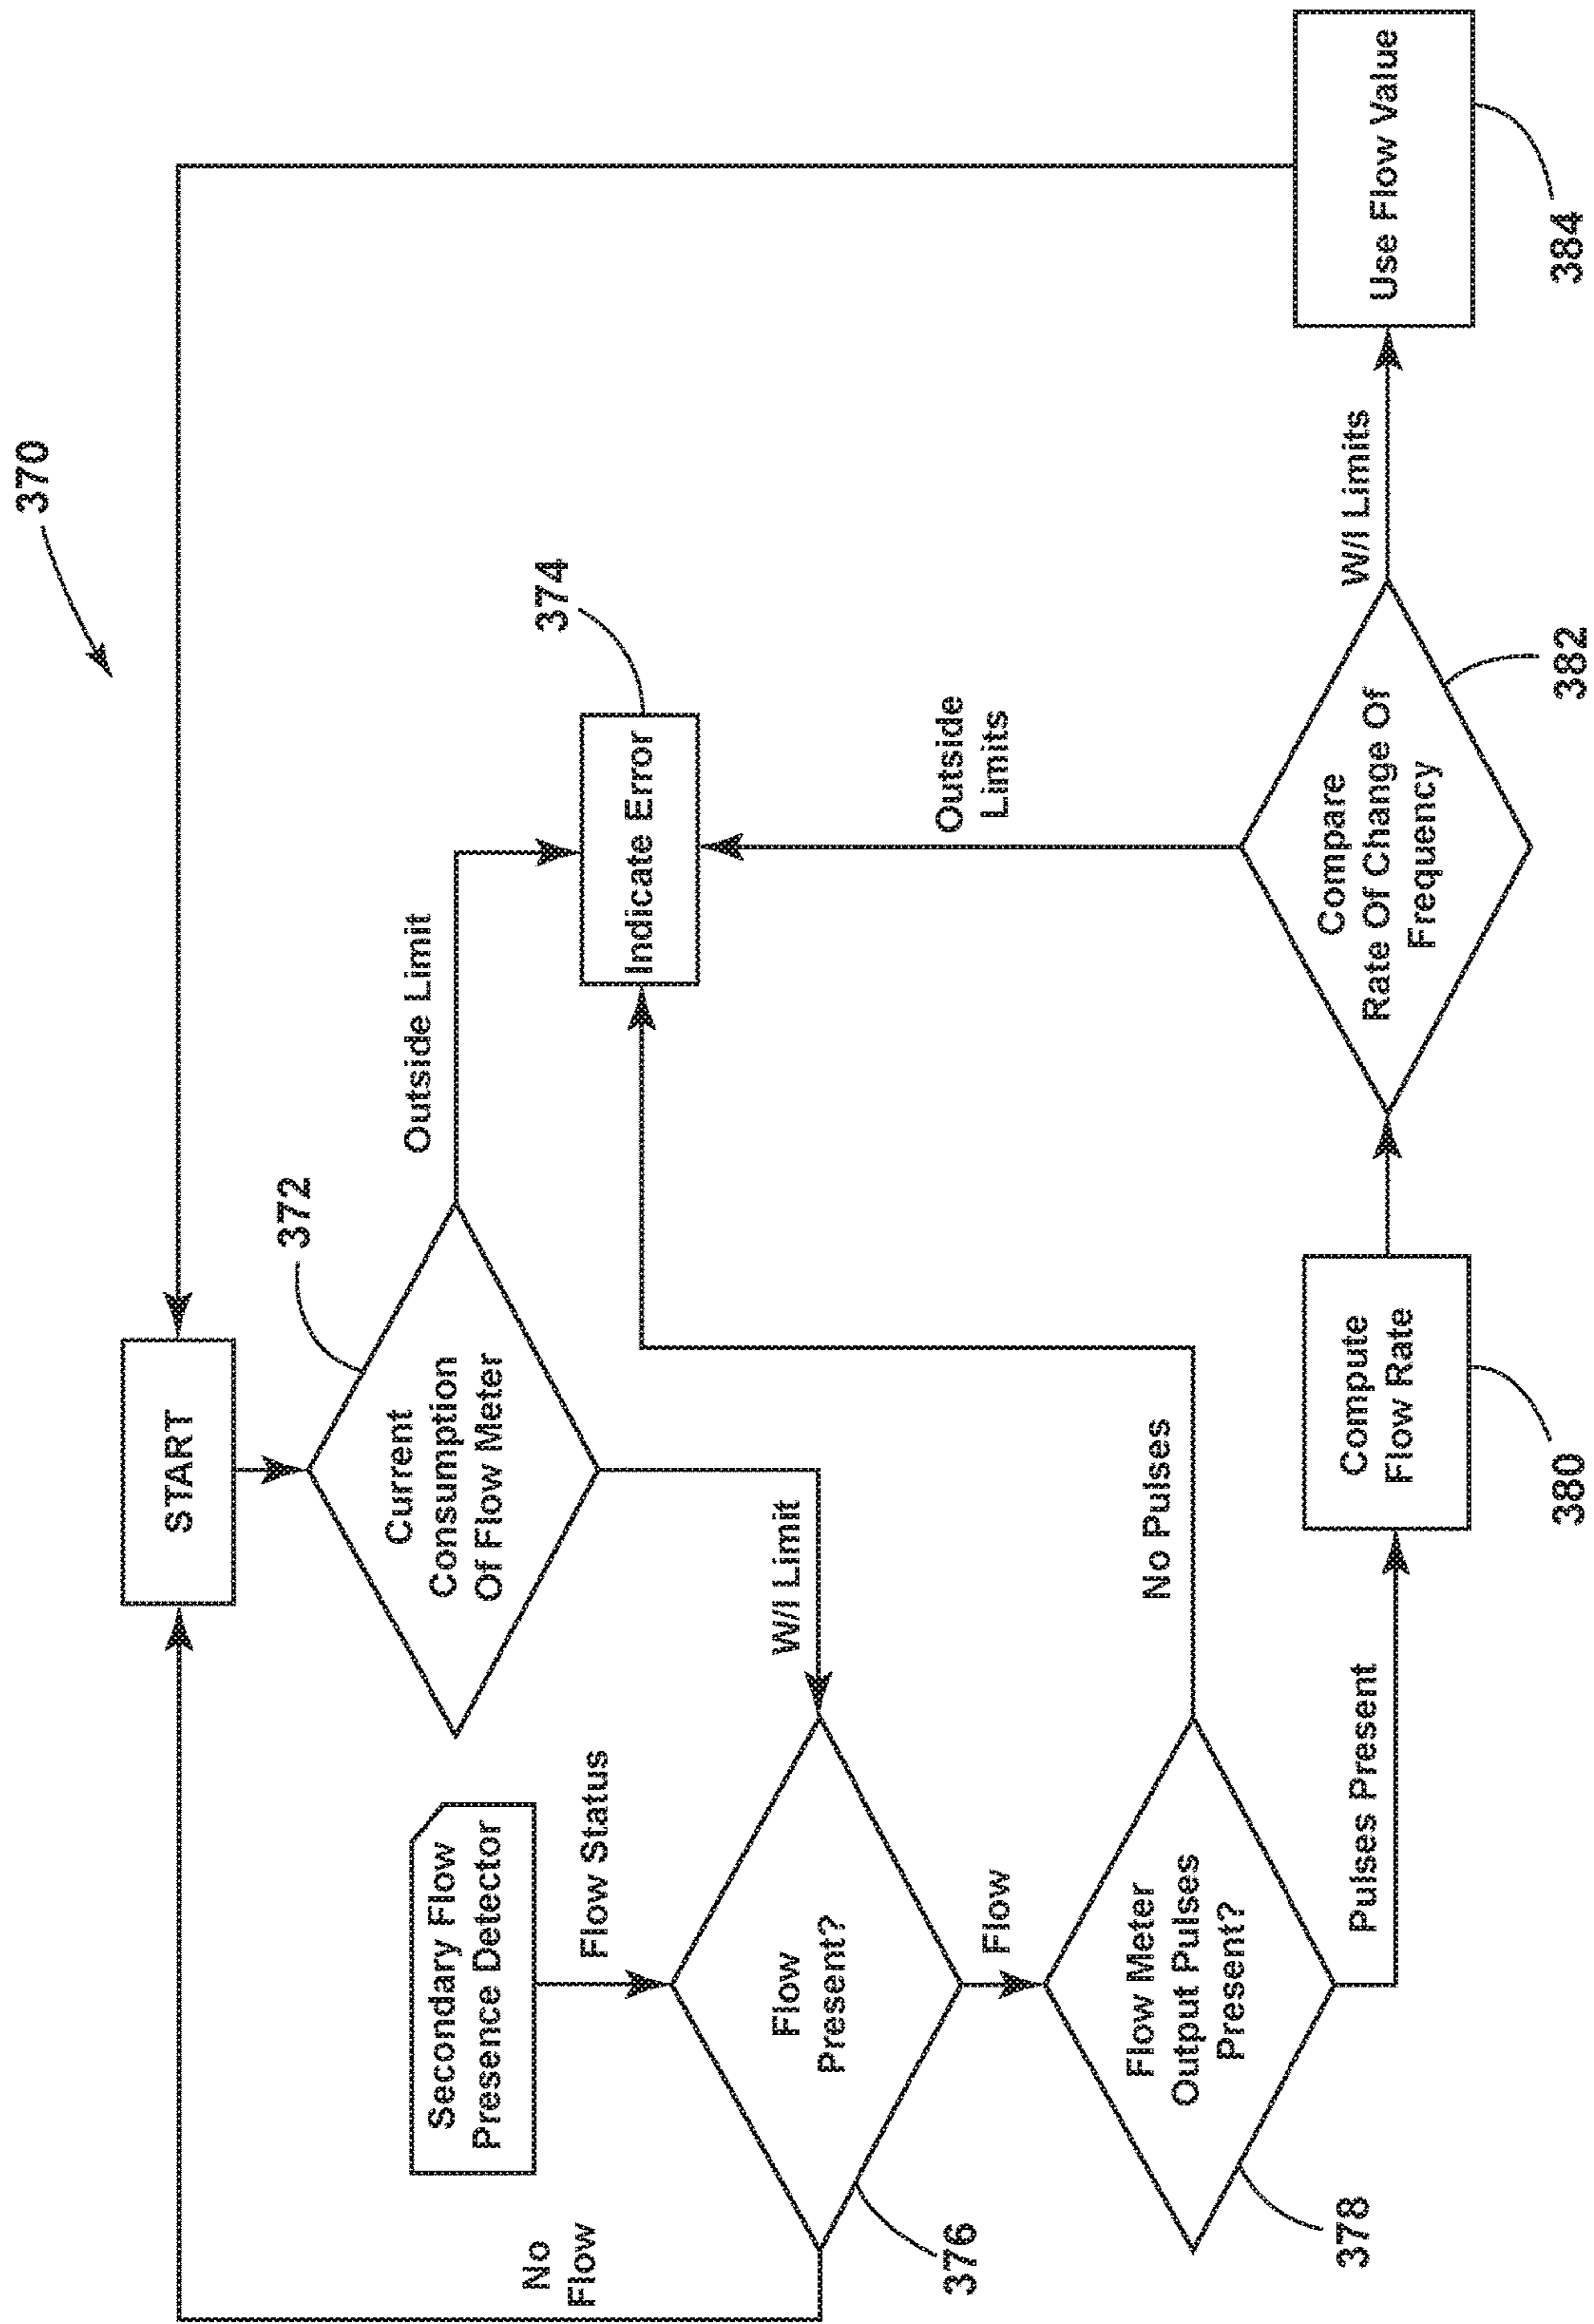 370
START
372
Current
Consumption
Of Flow Meter
Outside Limit
374
Indicate Error
W/I Limit
Secondary Flow
Presence Detector
Flow Status
No
Flow
Flow
Present?
376
Flow
Flow Meter
Output Pulses
Present?
378
No Pulses
Pulses Present
Compute
Flow Rate
380
Compare
Rate Of Change Of
Frequency
382
Outside
Limits
W/I Limits
Use Flow Value
384